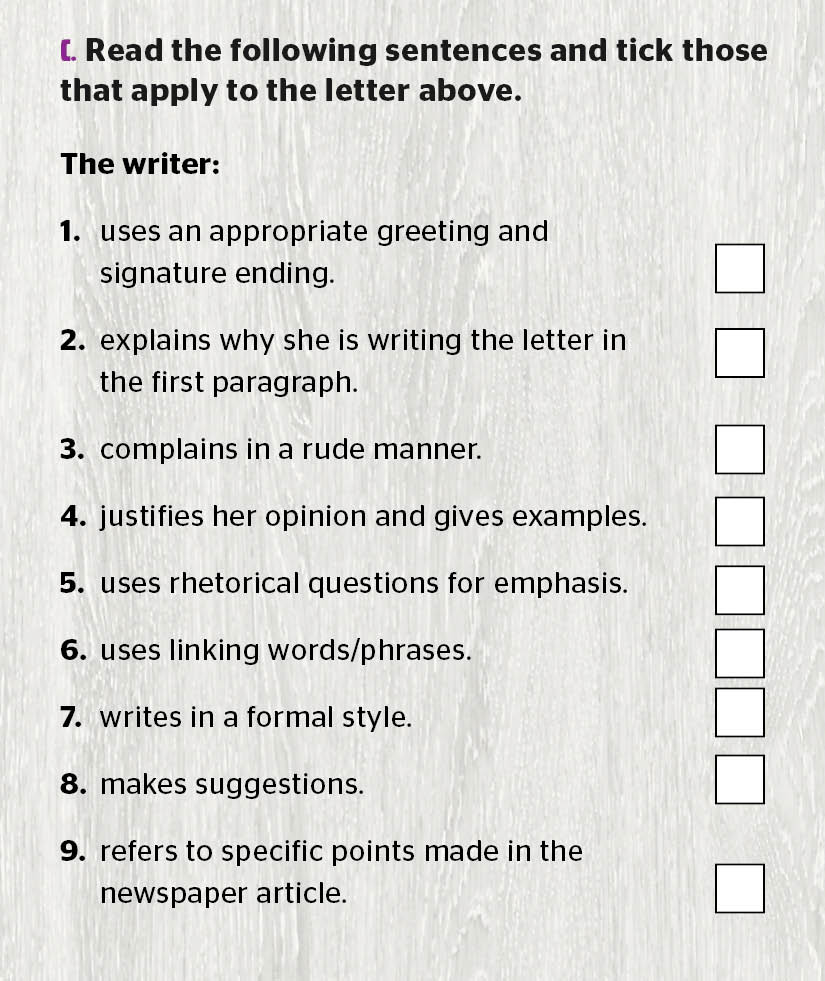 C. Read the following sentences and tick those
that apply to the letter above.
The writer:
1. uses an appropriate greeting and
signature ending.
2. explains why she is writing the letter in
the first paragraph.
3. complains in a rude manner.
4. justifies her opinion and gives examples.
5. uses rhetorical questions for emphasis.
6. uses linking words/phrases.
7. writes in a formal style.
8. makes suggestions.
9. refers to specific points made in the
newspaper article.